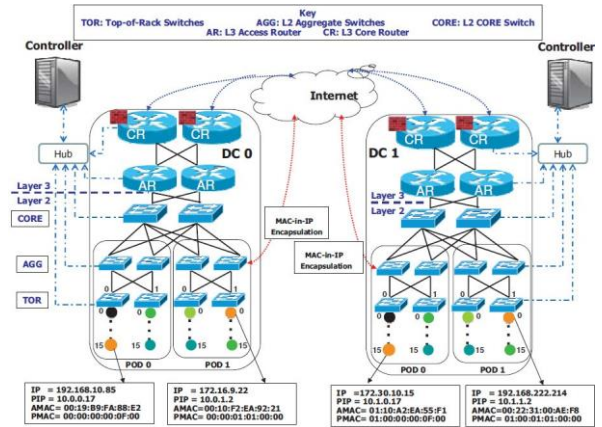 Key
TOR: Top-of-Rack Switches AGG: L2 Aggregate Switches CORE: L2 CORE Switch
AR: L3 Access Router CR: L3 Core Router
Controller
Controller
Internet
CR
CR
DC 0
Hub
AR
AR
Layer 3
Layer 2
CORE
AGG
TOR
MAC-in-IP
Encapsulation
MAC-in-IP
Encapsulation
CR
CR
DC 1
Hub
AR
AR
Layer 3
Layer 2
0
1
0
1
0
0
15
15
POD 0
POD 1
0
1
0
1
0
0
15
15
POD 0
POD 1
IP = 192.168.10.85
PIP = 10.0.0.17
AMAC= 00:19:B9:FA:88:E2
PMAC= 00:00:00:00:0F:00
IP = 172.16.9.22
PIP = 10.0.1.2
AMAC=00:10:F2:EA:92:21
PMAC= 00:00:01:01:00:00
IP =172.30.10.15
PIP = 10.1.0.17
AMAC= 01:10:A2:EA:55:F1
PMAC= 01:00:00:00:0F:00
IP = 192.168.222.214
PIP = 10.1.1.2
AMAC=00:22:31:00:AE:F8
PMAC= 01:00:01:01:00:00